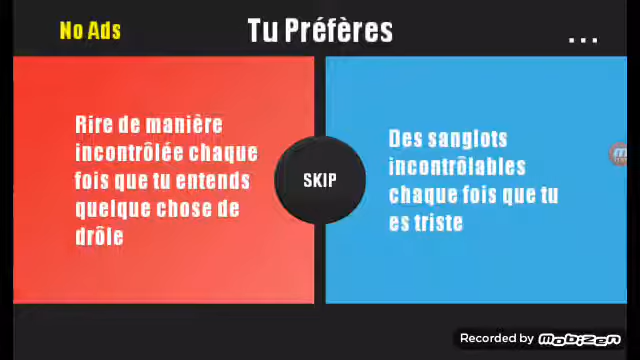 No Ads
Tu Préfères
...
Rire de manière
incontrôlée chaque
fois que tu entends
quelque chose de
drôle
SKIP
Des sanglots
incontrôlables
chaque fois que tu
es triste
Recorded by Mobizen